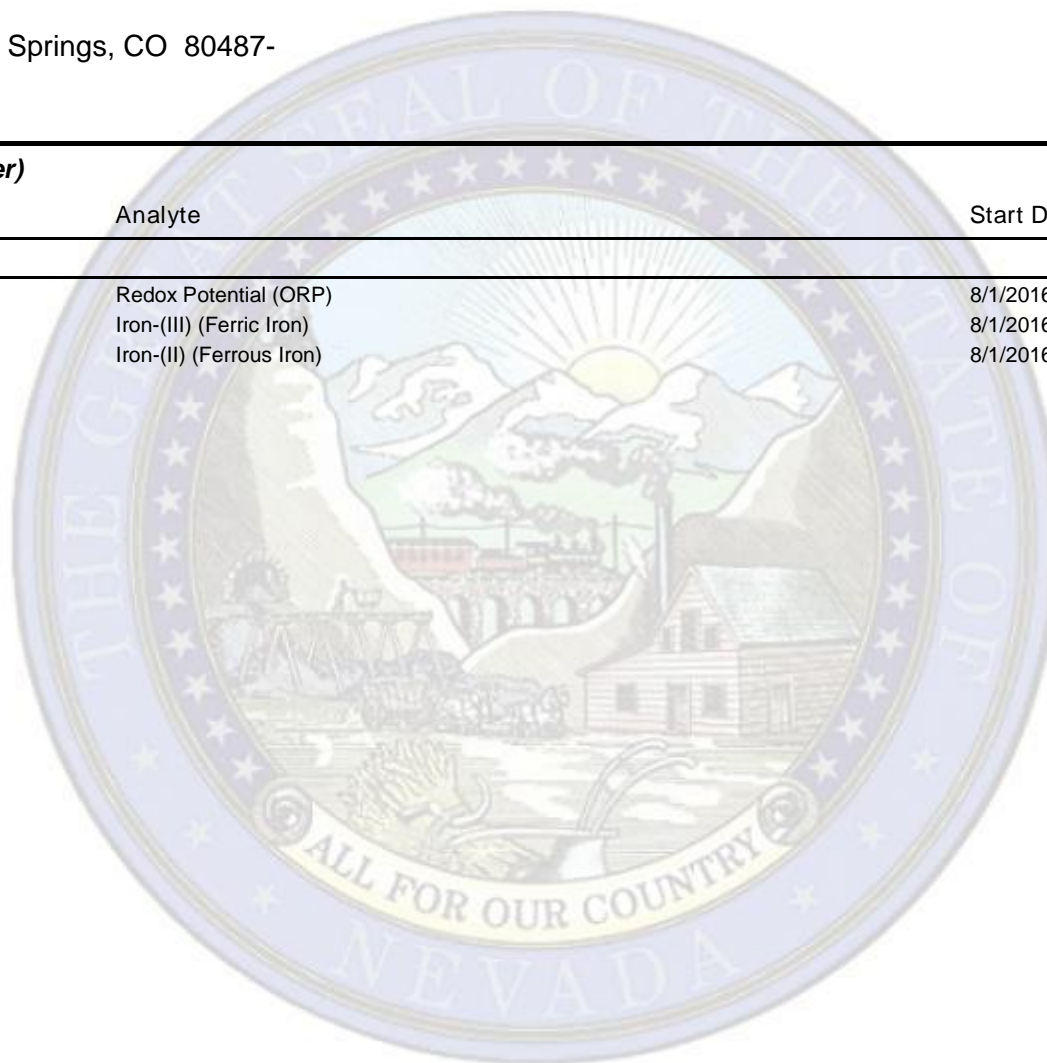 Springs, CO 80487-
er)
Analyte Start D
Redox Potential (ORP) 8/1/2016
Iron-(III) (Ferric Iron) 8/1/2016
Iron-(II) (Ferrous Iron) 8/1/2016
THE GREAT SEAL OF THE STATE OF
ALL FOR OUR COUNTRY
NEVADA